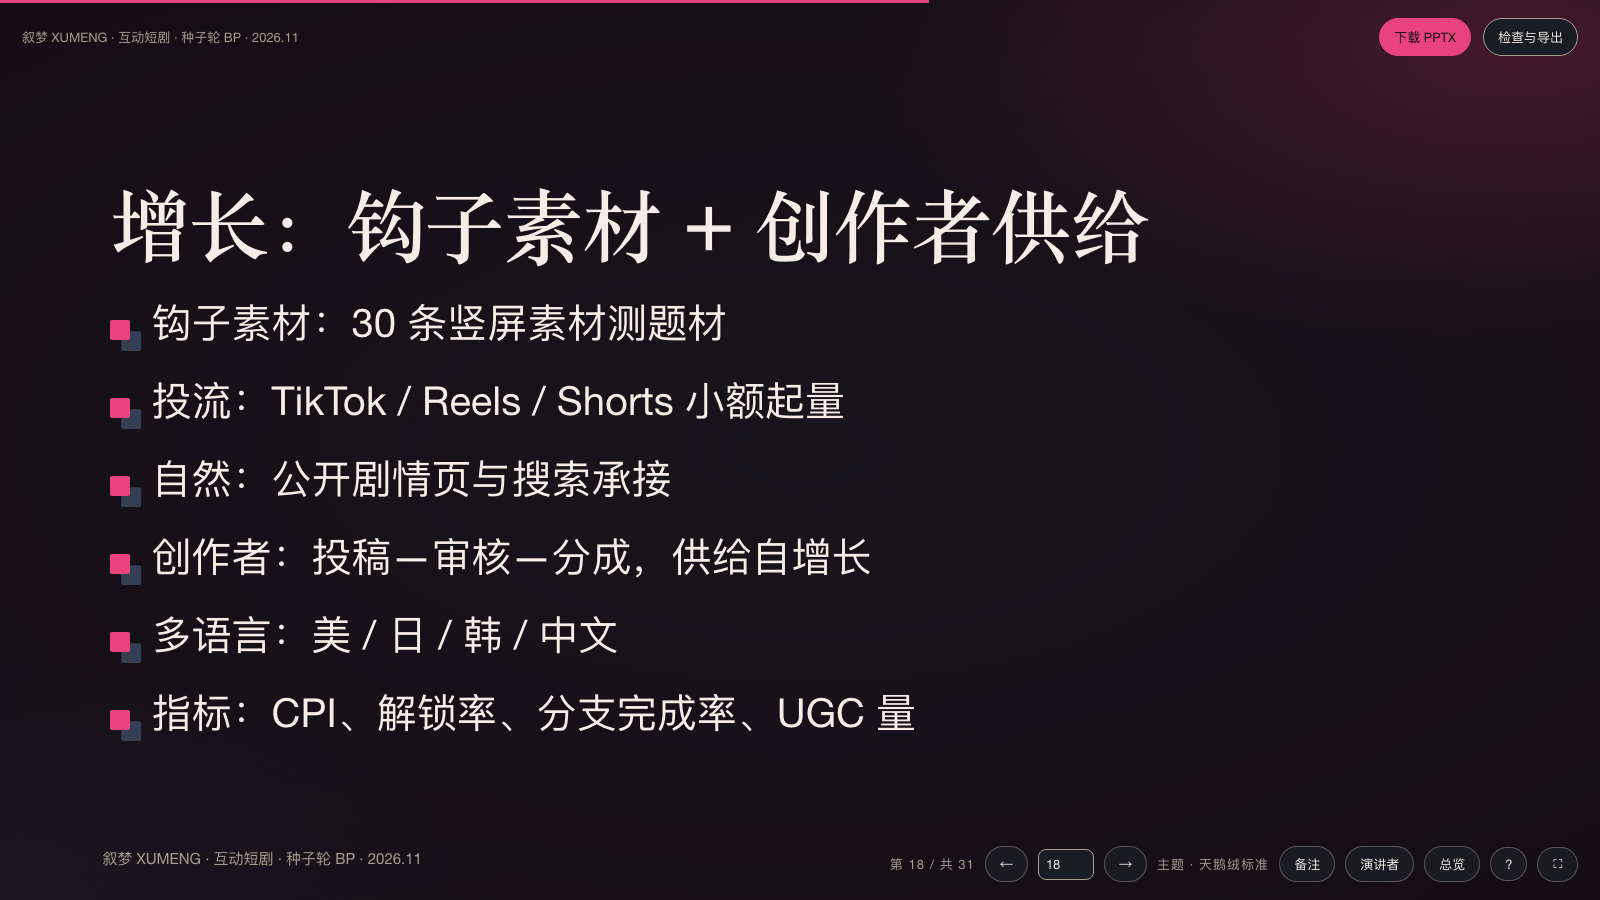 叙梦 XUMENG · 互动短剧 · 种子轮 BP · 2026.11
下载 PPTX
检查与导出
增长：钩子素材 + 创作者供给
钩子素材：30 条竖屏素材测题材
投流：TikTok / Reels / Shorts 小额起量
自然：公开剧情页与搜索承接
创作者：投稿—审核—分成，供给自增长
多语言：美 / 日 / 韩 / 中文
指标：CPI、解锁率、分支完成率、UGC 量
叙梦 XUMENG · 互动短剧 · 种子轮 BP · 2026.11
第 18 / 共 31
←
18
→
主题 · 天鹅绒标准
备注
演讲者
总览
?